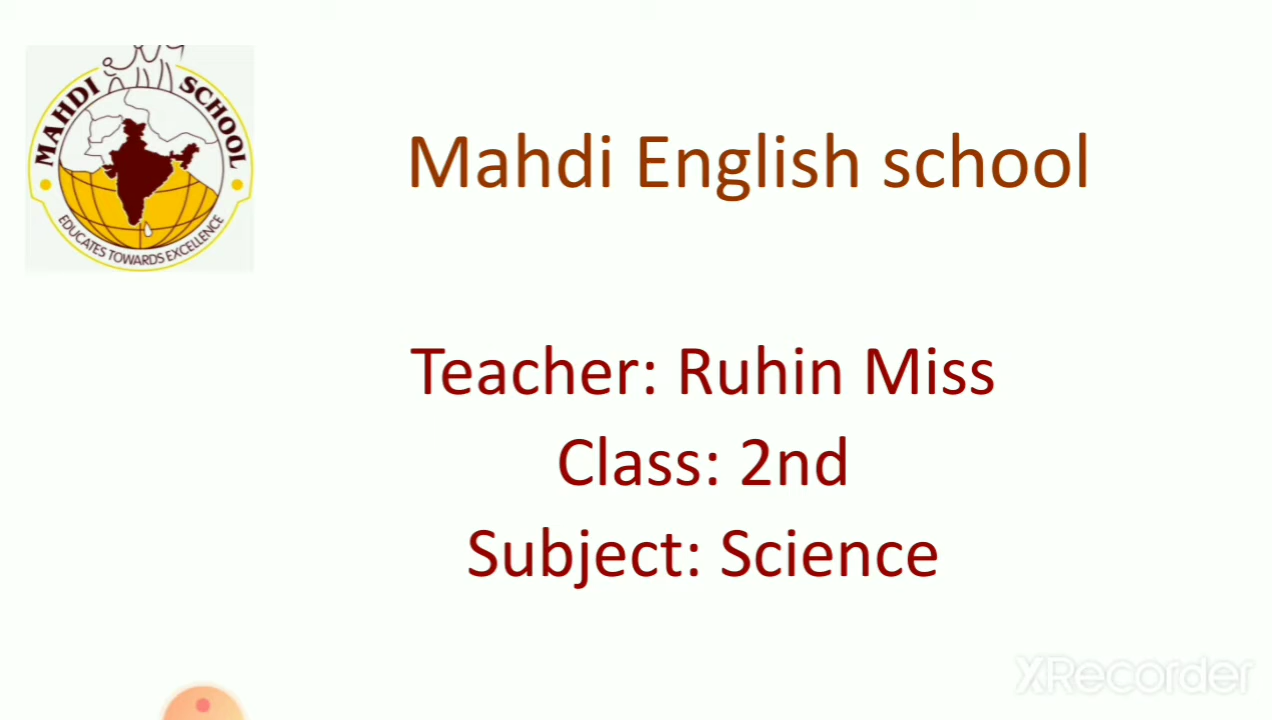 MAHDI SCHOOL
EDUCATES TOWARDS EXCELLENCE
Mahdi English school
Teacher: Ruhin Miss
Class: 2nd
Subject: Science
XRecorder